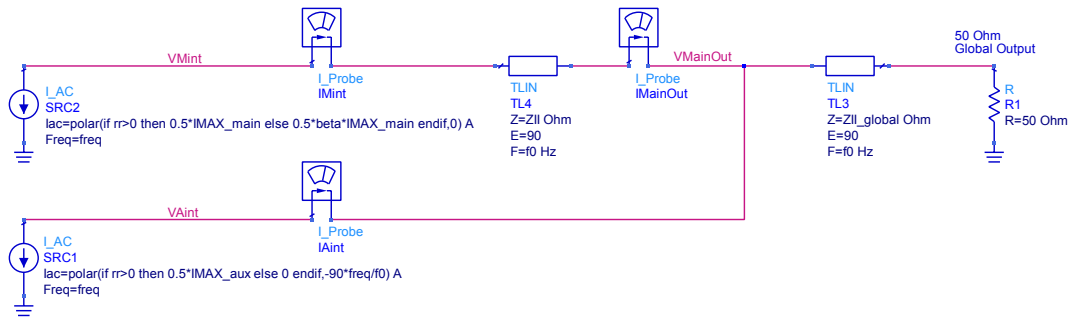 50 Ohm
Global Output
VMint
VMainOut
I_Probe
IMint
I_Probe
IMainOut
I_AC
SRC2
Iac=polar(if rr>0 then 0.5*IMAX_main else 0.5*beta*IMAX_main endif,0) A
Freq=freq
TLIN
TL4
Z=ZII Ohm
E=90
F=f0 Hz
TLIN
TL3
Z=ZII_global Ohm
E=90
F=f0 Hz
R
R1
R=50 Ohm
VAint
I_Probe
IAint
I_AC
SRC1
Iac=polar(if rr>0 then 0.5*IMAX_aux else 0 endif,-90*freq/f0) A
Freq=freq